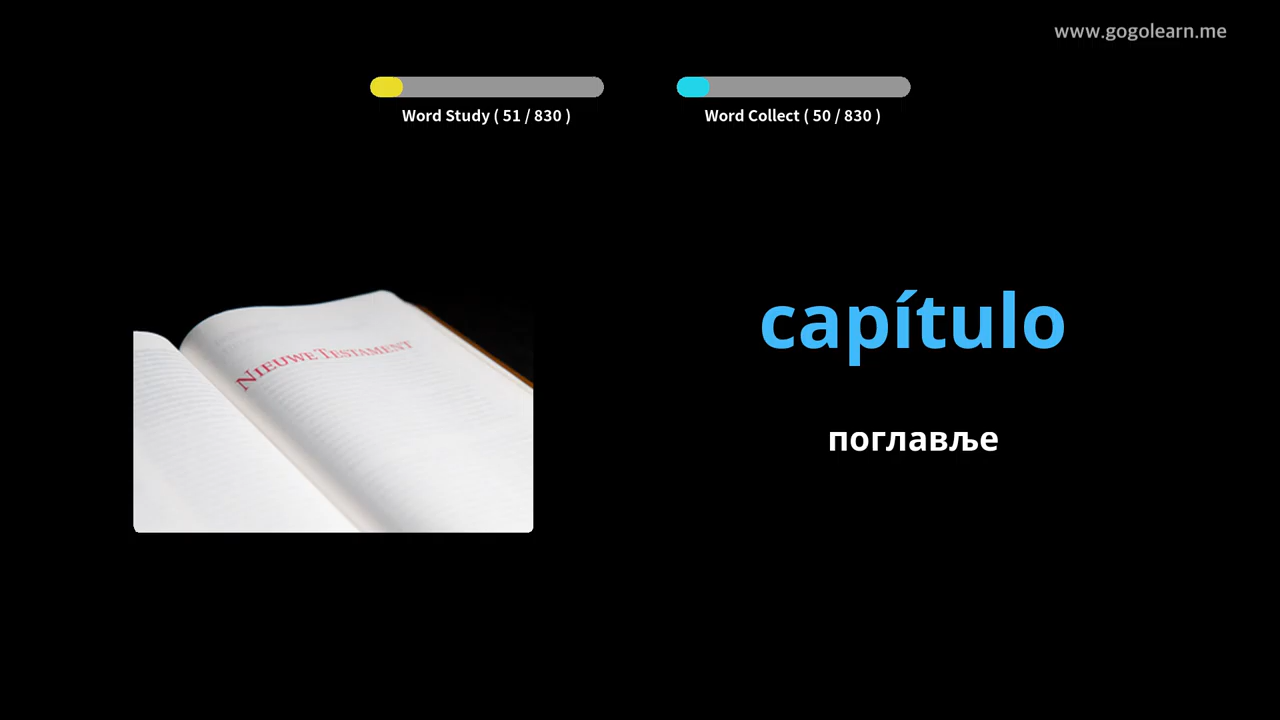 www.gogolearn.me
Word Study ( 51 / 830 )
Word Collect ( 50 / 830 )
NIEUWE TESTAMENT
capítulo
поглавље